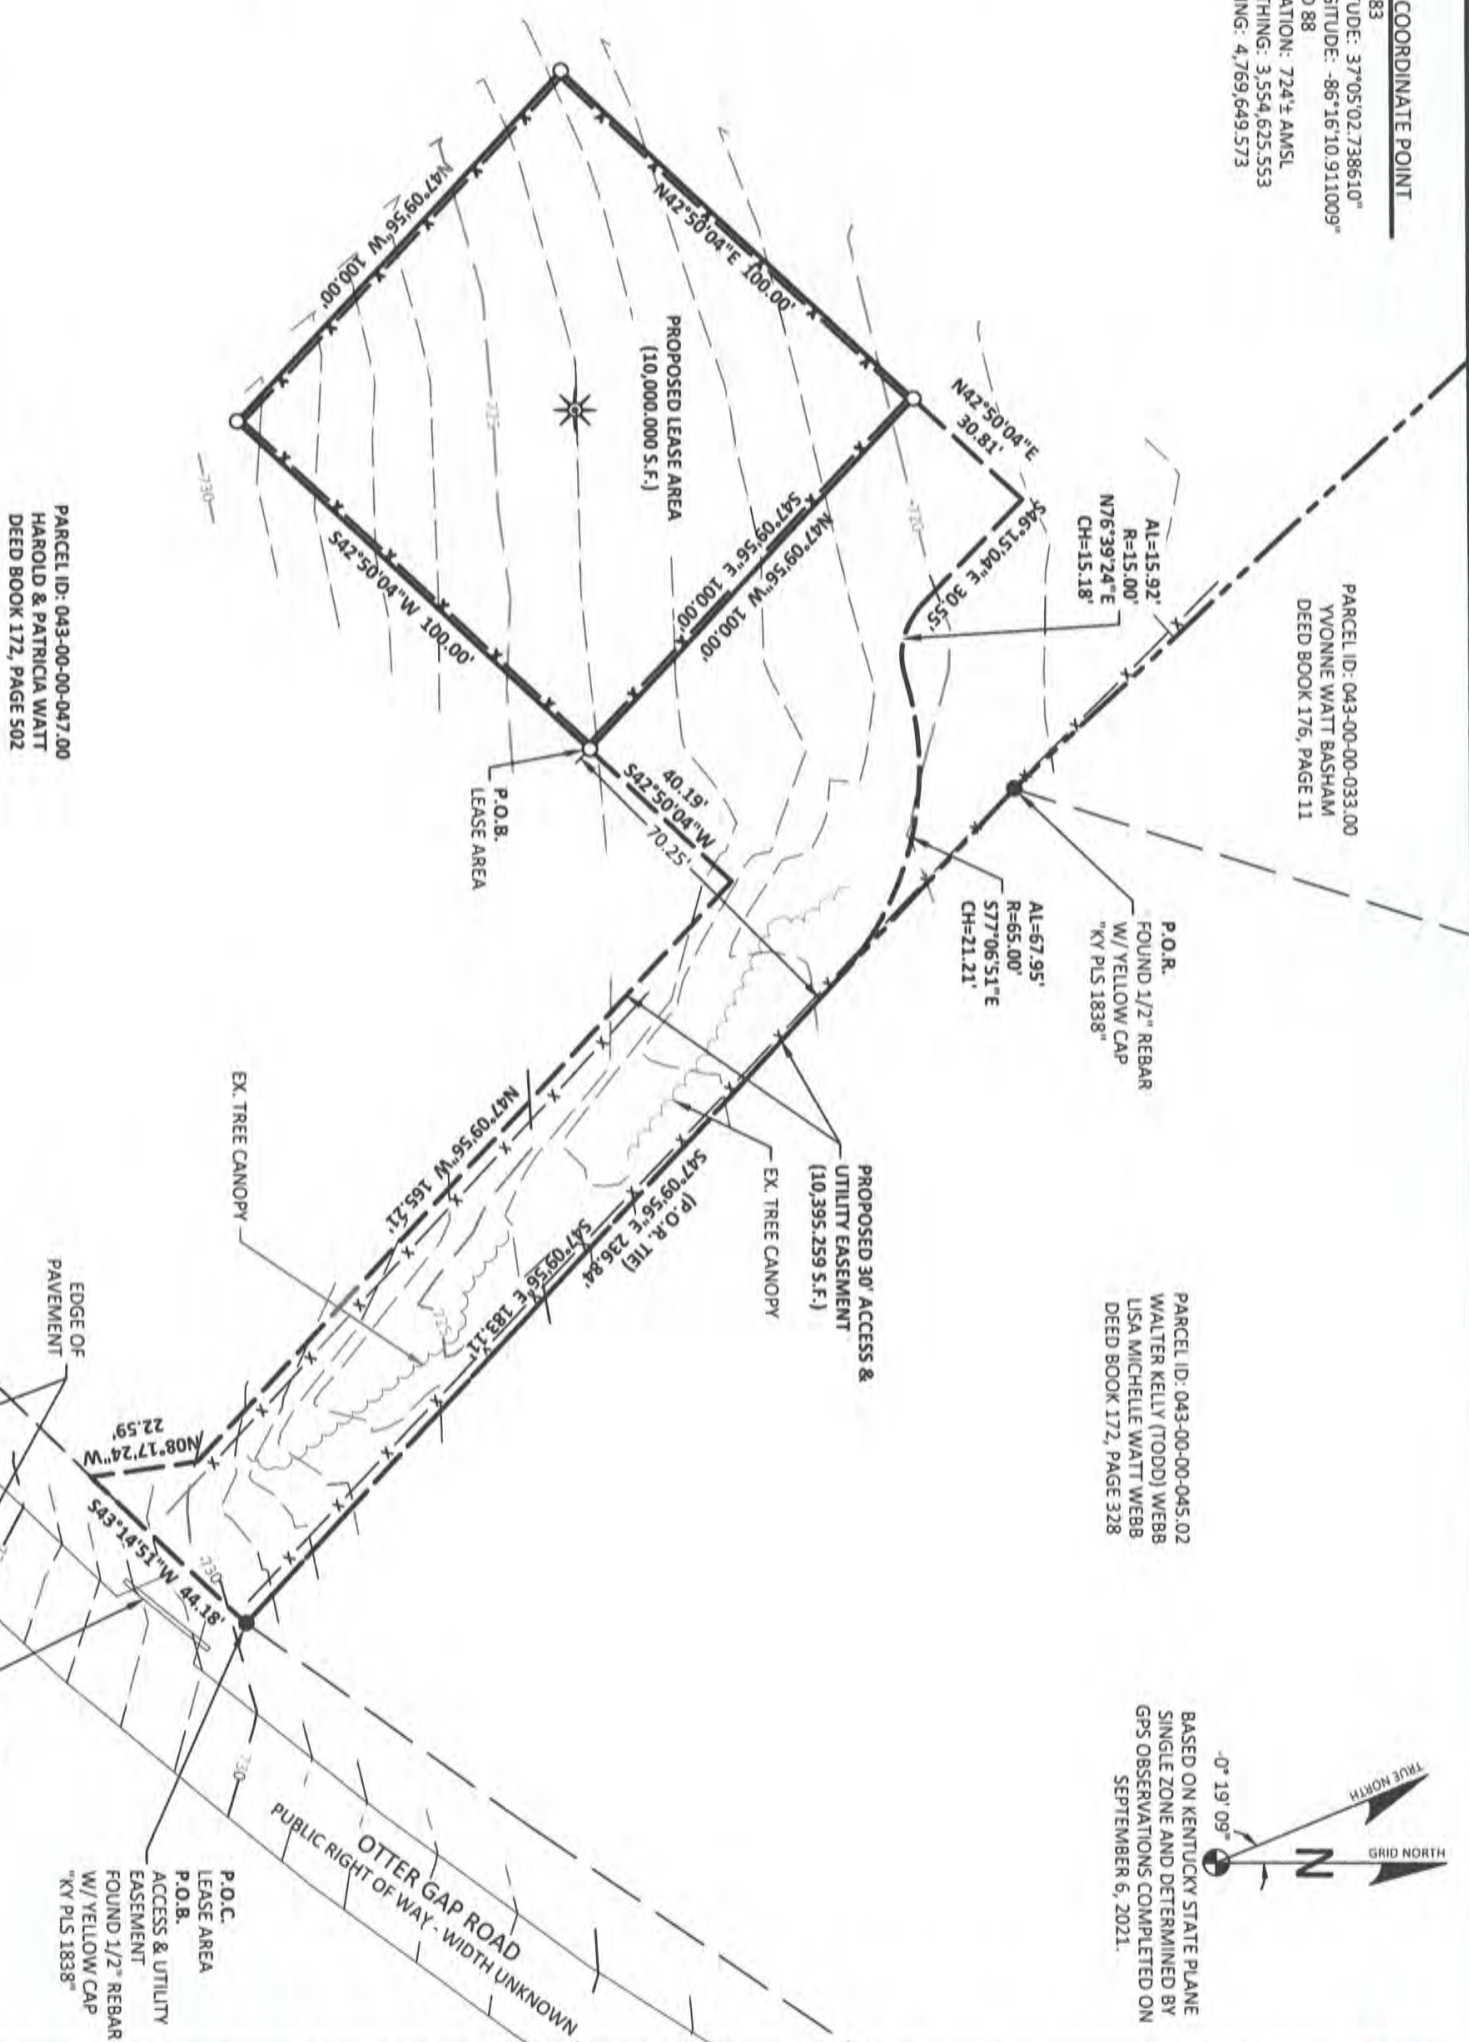 COORDINATE POINT
83
UDE: 37°05'02.738610"
GITUDE: -86°16'10.911009"
D 88
ATION: 724'± AMSL
THING: 3,554,625.553
ING: 4,769,649.573
PARCEL ID: 043-00-00-033.00
YVONNE WATT BASHAM
DEED BOOK 176, PAGE 11
PARCEL ID: 043-00-00-045.02
WALTER KELLY (TODD) WEBB
LISA MICHELLE WATT WEBB
DEED BOOK 172, PAGE 328
TRUE NORTH
GRID NORTH
N
-0° 19' 09"
BASED ON KENTUCKY STATE PLANE
SINGLE ZONE AND DETERMINED BY
GPS OBSERVATIONS COMPLETED ON
SEPTEMBER 6, 2021.
AL=15.92'
R=15.00'
N76°39'24"E
CH=15.18'
N42°50'04"E
30.81'
S46°15'04"E 30.55'
720
P.O.R.
FOUND 1/2" REBAR
W/ YELLOW CAP
"KY PLS 1838"
AL=67.95'
R=65.00'
S77°06'51"E
CH=21.21'
N42°50'04"E 100.00'
N47°09'56"W 100.00'
S47°09'56"E 100.00'
PROPOSED LEASE AREA
(10,000.000 S.F.)
N47°09'56"W 100.00'
725
S42°50'04"W 100.00'
730
40.19'
S42°50'04"W
70.25'
P.O.B.
LEASE AREA
PROPOSED 30' ACCESS &
UTILITY EASEMENT
(10,395.259 S.F.)
EX. TREE CANOPY
(P.O.R. TIE)
S47°09'56"E 236.84'
S47°09'56"E 183.11'
N47°09'56"W 165.21'
725
EX. TREE CANOPY
PARCEL ID: 043-00-00-047.00
HAROLD & PATRICIA WATT
DEED BOOK 172, PAGE 502
EDGE OF
PAVEMENT
N08°17'24"W
22.59'
S43°14'51"W 44.18'
730
730
OTTER GAP ROAD
PUBLIC RIGHT OF WAY - WIDTH UNKNOWN
P.O.C.
LEASE AREA
P.O.B.
ACCESS & UTILITY
EASEMENT
FOUND 1/2" REBAR
W/ YELLOW CAP
"KY PLS 1838"